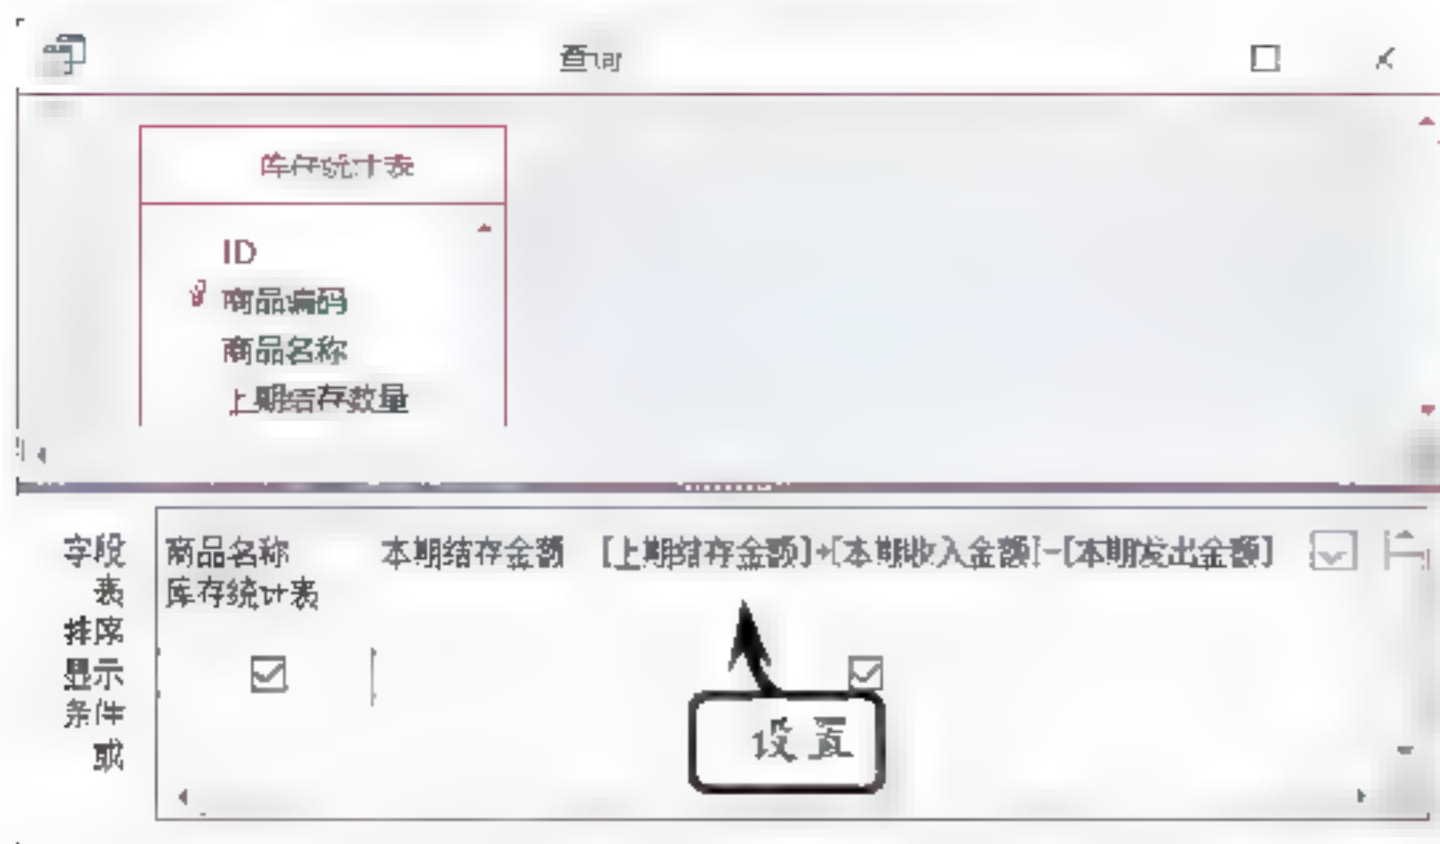 查询
库存统计表
ID
商品编码
商品名称
上期结存数量
字段 商品名称 本期结存金额 [上期结存金额]+[本期收入金额]-[本期发出金额]
表 库存统计表
排序
显示
条件
或
设置